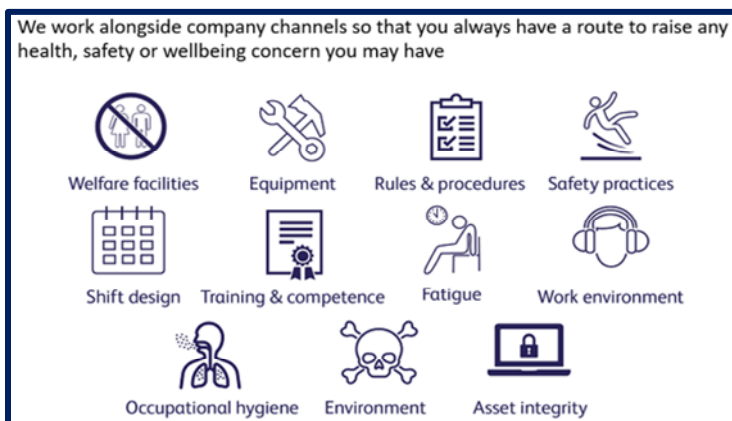 We work alongside company channels so that you always have a route to raise any
health, safety or wellbeing concern you may have
Welfare facilities
Equipment
Rules & procedures
Safety practices
Shift design
Training & competence
Fatigue
Work environment
Occupational hygiene
Environment
Asset integrity